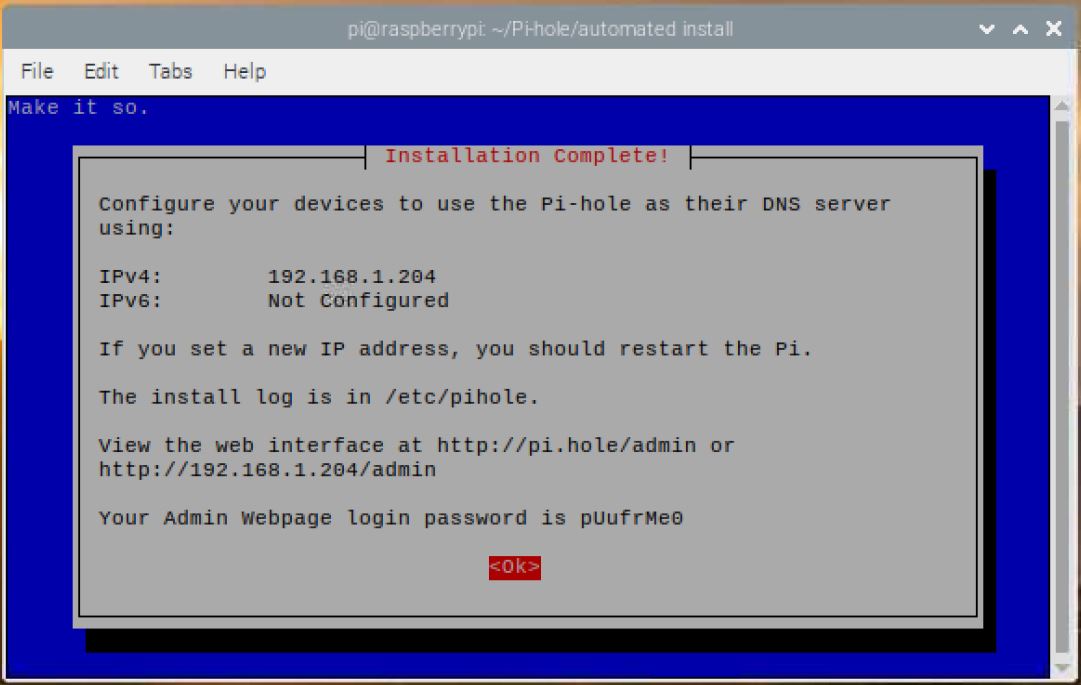 pi@raspberrypi: ~/Pi-hole/automated install
File Edit Tabs Help
Make it so.
Installation Complete!
Configure your devices to use the Pi-hole as their DNS server
using:
IPv4: 192.168.1.204
IPv6: Not Configured
If you set a new IP address, you should restart the Pi.
The install log is in /etc/pihole.
View the web interface at http://pi.hole/admin or
http://192.168.1.204/admin
Your Admin Webpage login password is pUufrMe0
<Ok>